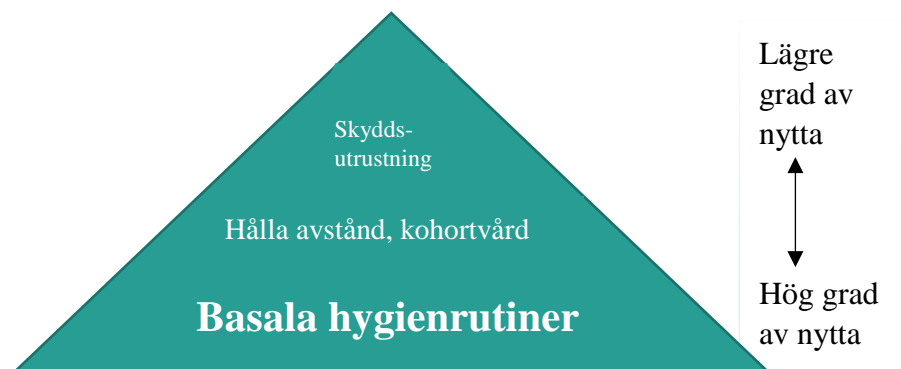 Skydds-
utrustning
Hålla avstånd, kohortvård
Basala hygienrutiner
Lägre
grad av
nytta
Hög grad
av nytta